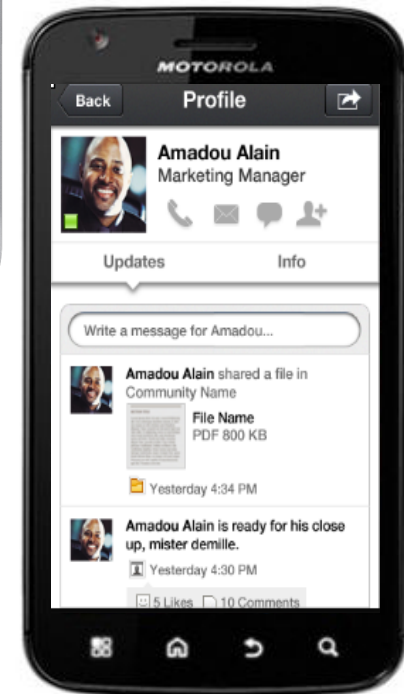 MOTOROLA
Back
Profile
Amadou Alain
Marketing Manager
Updates
Info
Write a message for Amadou...
Amadou Alain shared a file in
Community Name
File Name
PDF 800 KB
Yesterday 4:34 PM
Amadou Alain is ready for his close
up, mister demille.
Yesterday 4:30 PM
5 Likes
10 Comments